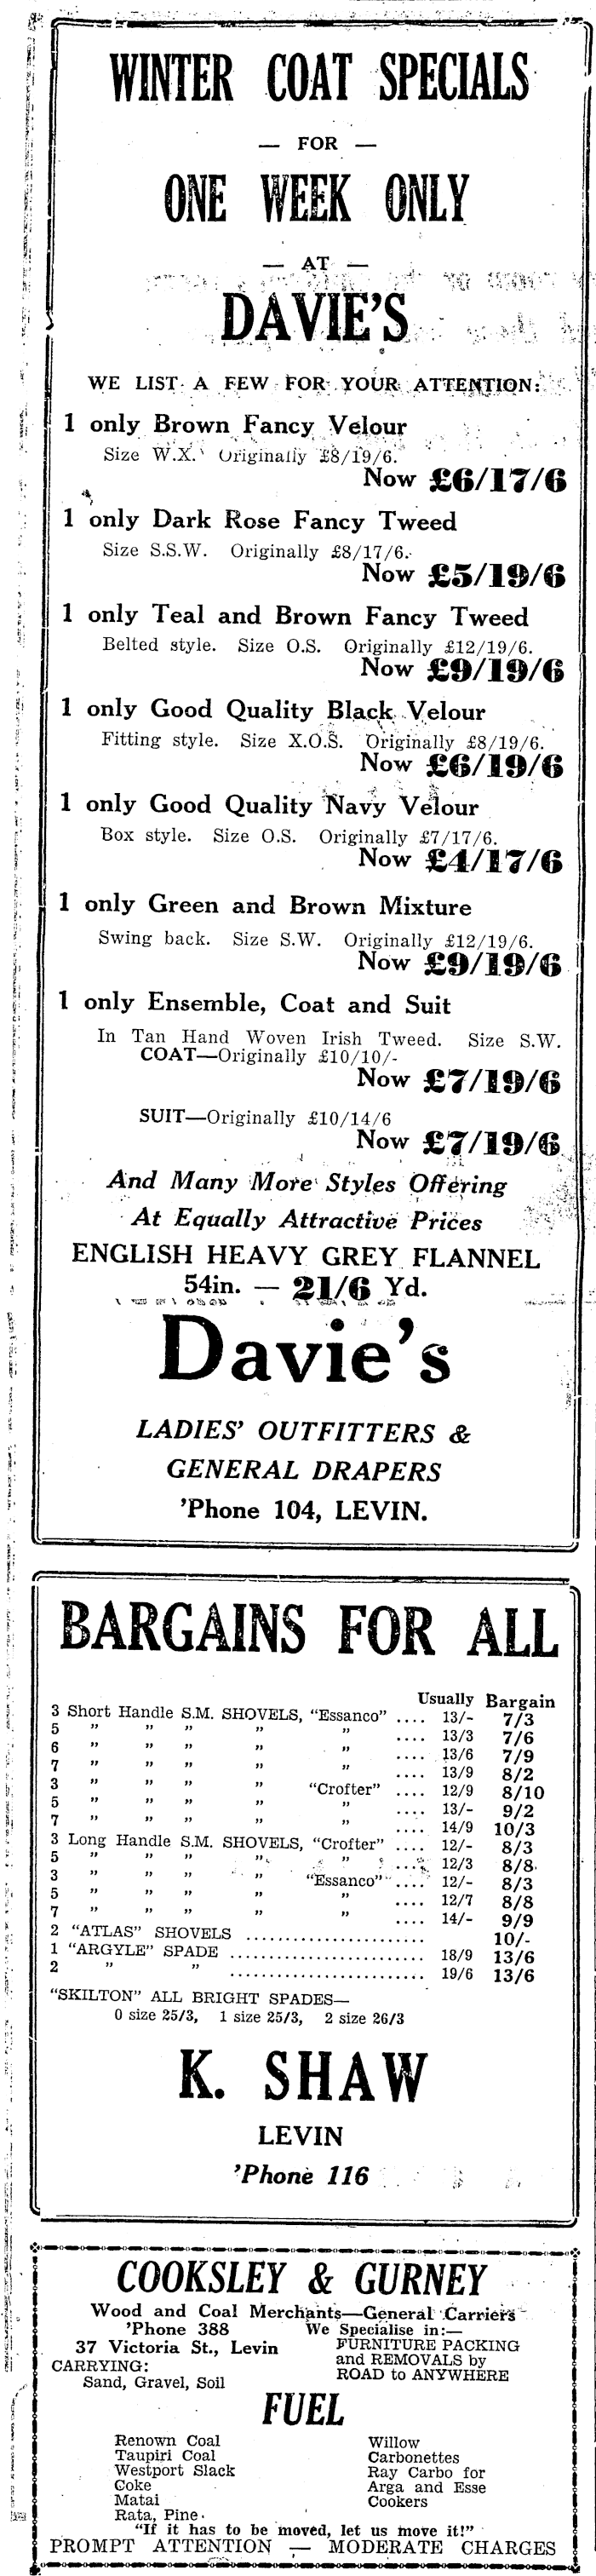 WINTER COAT SPECIALS
— FOR —
ONE WEEK ONLY
— AT —
DAVIE'S
WE LIST A FEW FOR YOUR ATTENTION:
1 only Brown Fancy Velour
Size W.X. Originally £8/19/6.
Now £6/17/6
1 only Dark Rose Fancy Tweed
Size S.S.W. Originally £8/17/6.
Now £5/19/6
1 only Teal and Brown Fancy Tweed
Belted style. Size O.S. Originally £12/19/6.
Now £9/19/6
1 only Good Quality Black Velour
Fitting style. Size X.O.S. Originally £8/19/6.
Now £6/19/6
1 only Good Quality Navy Velour
Box style. Size O.S. Originally £7/17/6.
Now £4/17/6
1 only Green and Brown Mixture
Swing back. Size S.W. Originally £12/19/6.
Now £9/19/6
1 only Ensemble, Coat and Suit
In Tan Hand Woven Irish Tweed. Size S.W.
COAT—Originally £10/10/-
Now £7/19/6
SUIT—Originally £10/14/6
Now £7/19/6
And Many More Styles Offering
At Equally Attractive Prices
ENGLISH HEAVY GREY FLANNEL
54in. — 21/6 Yd.
Davie's
LADIES' OUTFITTERS &
GENERAL DRAPERS
'Phone 104, LEVIN.
BARGAINS FOR ALL
Usually Bargain
3 Short Handle S.M. SHOVELS, "Essanco" .... 13/- 7/3
5 " " " " " .... 13/3 7/6
6 " " " " " .... 13/6 7/9
7 " " " " " .... 13/9 8/2
3 " " " " "Crofter" .... 12/9 8/10
5 " " " " " .... 13/- 9/2
7 " " " " " .... 14/9 10/3
3 Long Handle S.M. SHOVELS, "Crofter" .... 12/- 8/3
5 " " " " " .... 12/3 8/8
3 " " " " "Essanco" .... 12/- 8/3
5 " " " " " .... 12/7 8/8
7 " " " " " .... 14/- 9/9
2 "ATLAS" SHOVELS ........................ 10/-
1 "ARGYLE" SPADE .......................... 18/9 13/6
2 " " .......................... 19/6 13/6
"SKILTON" ALL BRIGHT SPADES—
0 size 25/3, 1 size 25/3, 2 size 26/3
K. SHAW
LEVIN
'Phone 116
COOKSLEY & GURNEY
Wood and Coal Merchants—General Carriers
'Phone 388
37 Victoria St., Levin
CARRYING:
Sand, Gravel, Soil
We Specialise in:—
FURNITURE PACKING
and REMOVALS by
ROAD to ANYWHERE
FUEL
Renown Coal
Taupiri Coal
Westport Slack
Coke
Matai
Rata, Pine.
Willow
Carbonettes
Ray Carbo for
Arga and Esse
Cookers
"If it has to be moved, let us move it!"
PROMPT ATTENTION — MODERATE CHARGES